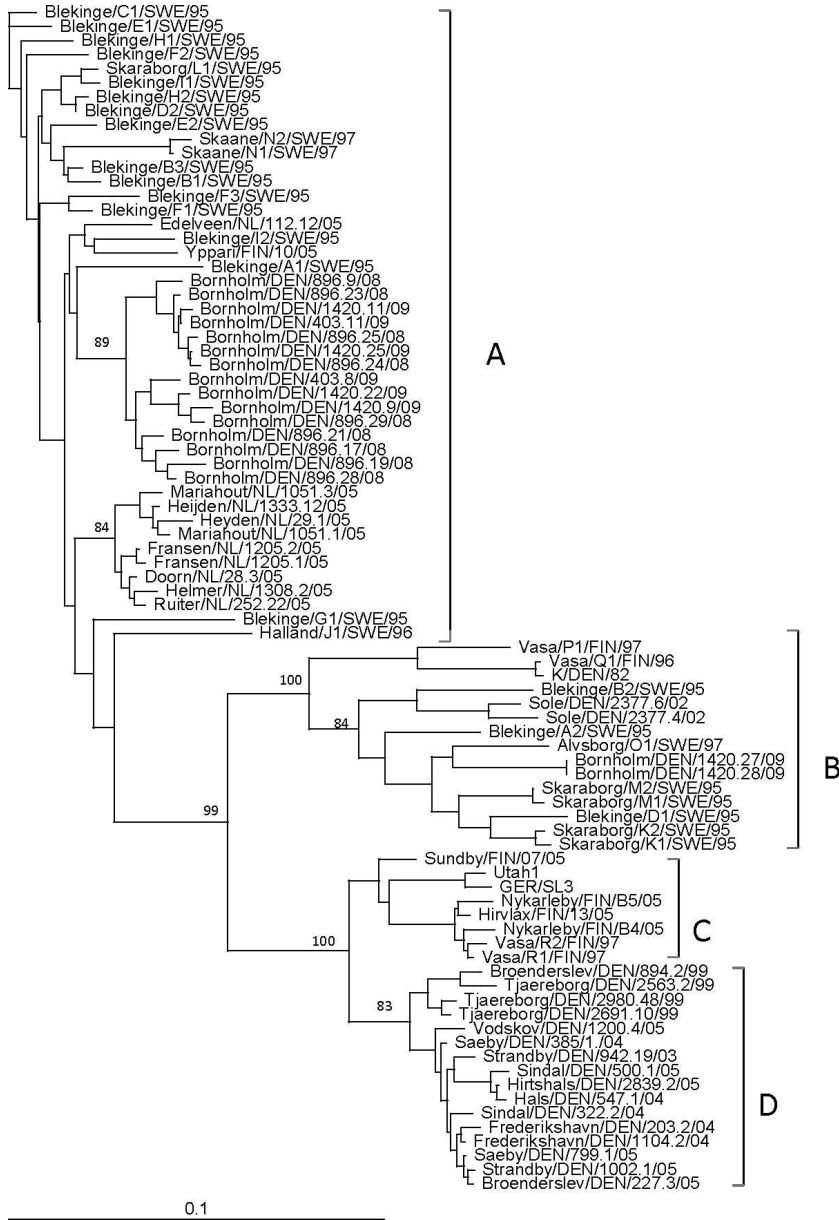 Blekinge/C1/SWE/95
Blekinge/E1/SWE/95
Blekinge/H1/SWE/95
Blekinge/F2/SWE/95
Skaraborg/L1/SWE/95
Blekinge/I1/SWE/95
Blekinge/H2/SWE/95
Blekinge/D2/SWE/95
Blekinge/E2/SWE/95
Skaane/N2/SWE/97
Skaane/N1/SWE/97
Blekinge/B3/SWE/95
Blekinge/B1/SWE/95
Blekinge/F3/SWE/95
Blekinge/F1/SWE/95
Edelveen/NL/112.12/05
Blekinge/I2/SWE/95
Yppari/FIN/10/05
Blekinge/A1/SWE/95
Bornholm/DEN/896.9/08
Bornholm/DEN/896.23/08
Bornholm/DEN/1420.11/09
Bornholm/DEN/403.11/09
Bornholm/DEN/896.25/08
89
A
Bornholm/DEN/1420.25/09
Bornholm/DEN/896.24/08
Bornholm/DEN/403.8/09
Bornholm/DEN/1420.22/09
Bornholm/DEN/1420.9/09
Bornholm/DEN/896.29/08
Bornholm/DEN/896.21/08
Bornholm/DEN/896.17/08
Bornholm/DEN/896.19/08
Bornholm/DEN/896.28/08
Mariahout/NL/1051.3/05
Heijden/NL/1333.12/05
Heyden/NL/29.1/05
84
Mariahout/NL/1051.1/05
Fransen/NL/1205.2/05
Fransen/NL/1205.1/05
Doorn/NL/28.3/05
Helmer/NL/1308.2/05
Ruiter/NL/252.22/05
Blekinge/G1/SWE/95
Halland/J1/SWE/96
Vasa/P1/FIN/97
Vasa/Q1/FIN/96
K/DEN/82
100
Blekinge/B2/SWE/95
Sole/DEN/2377.6/02
Sole/DEN/2377.4/02
84
Blekinge/A2/SWE/95
Alvsborg/O1/SWE/97
Bornholm/DEN/1420.27/09
B
Bornholm/DEN/1420.28/09
Skaraborg/M2/SWE/95
Skaraborg/M1/SWE/95
99
Blekinge/D1/SWE/95
Skaraborg/K2/SWE/95
Skaraborg/K1/SWE/95
Sundby/FIN/07/05
Utah1
GER/SL3
Nykarleby/FIN/B5/05
Hirvlax/FIN/13/05
Nykarleby/FIN/B4/05
C
100
Vasa/R2/FIN/97
Vasa/R1/FIN/97
Broenderslev/DEN/894.2/99
Tjaereborg/DEN/2563.2/99
Tjaereborg/DEN/2980.48/99
83
Tjaereborg/DEN/2691.10/99
Vodskov/DEN/1200.4/05
Saeby/DEN/385/1./04
Strandby/DEN/942.19/03
Sindal/DEN/500.1/05
Hirtshals/DEN/2839.2/05
Hals/DEN/547.1/04
D
Sindal/DEN/322.2/04
Frederikshavn/DEN/203.2/04
Frederikshavn/DEN/1104.2/04
Saeby/DEN/799.1/05
Strandby/DEN/1002.1/05
Broenderslev/DEN/227.3/05
0.1